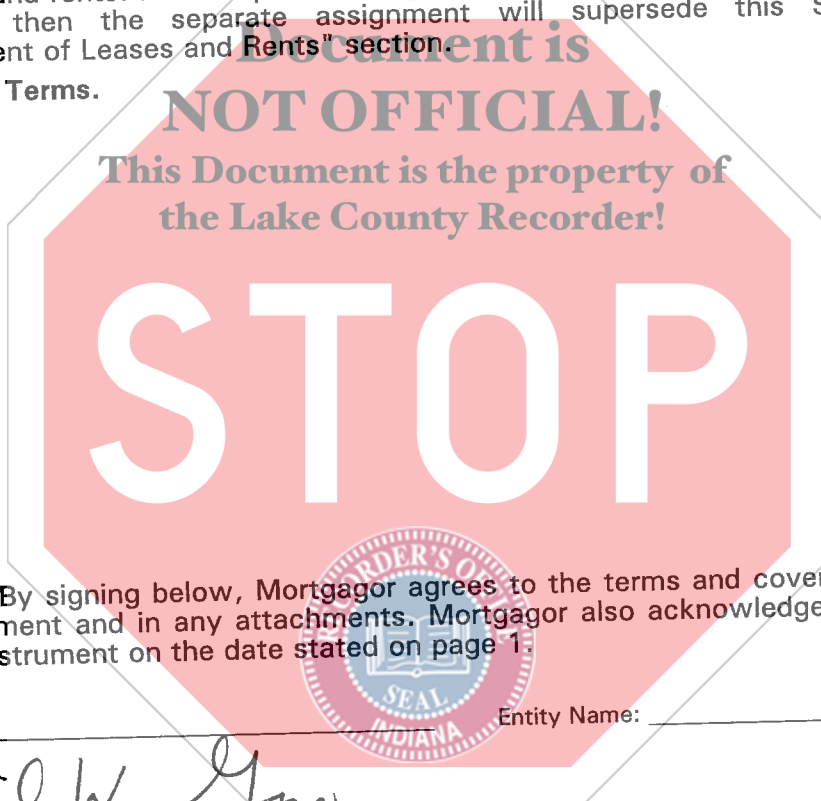 then the separate assignment will supersede this S
ent of Leases and Rents" section.
Document is
Terms.
NOT OFFICIAL!
This Document is the property of
the Lake County Recorder!
STOP
By signing below, Mortgagor agrees to the terms and cove
ment and in any attachments. Mortgagor also acknowledge
strument on the date stated on page 1.
RECORDER'S
SEAL
INDIANA
Entity Name: